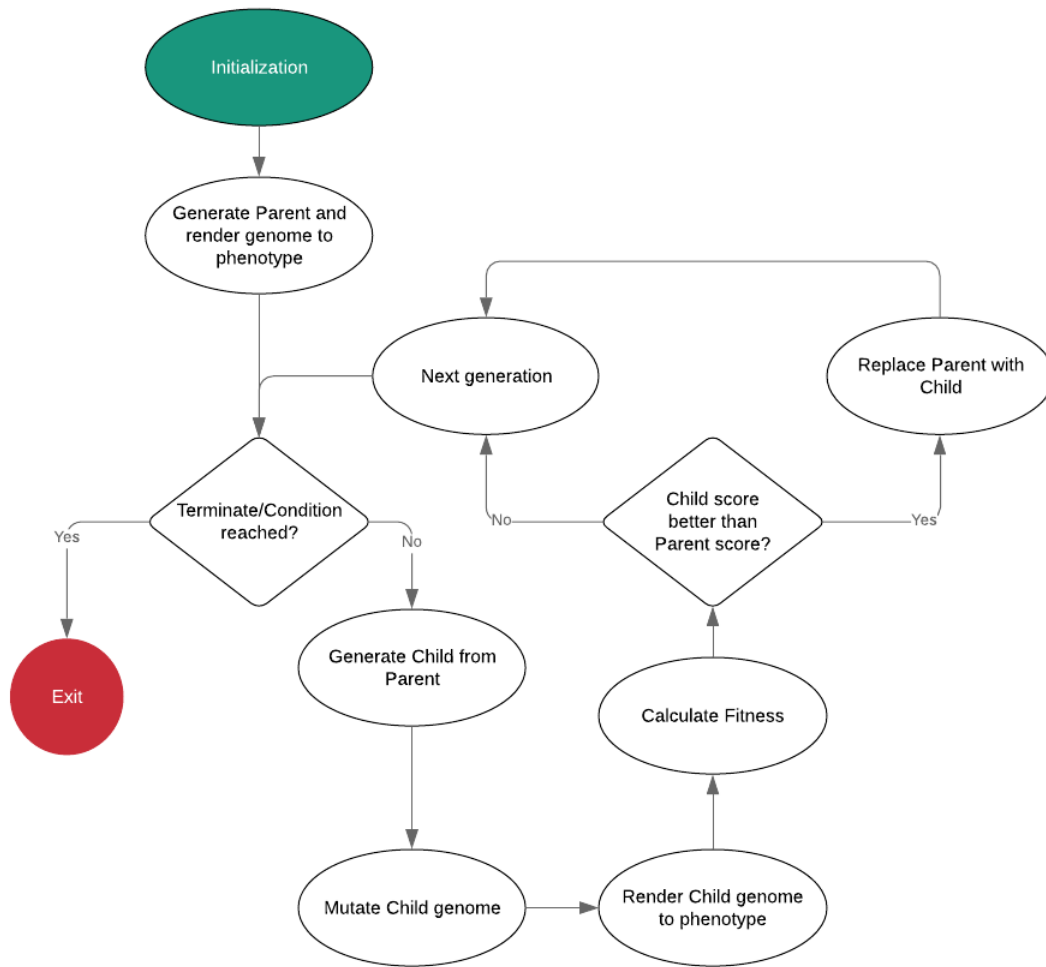 Initialization
Generate Parent and
render genome to
phenotype
Next generation
Replace Parent with
Child
Terminate/Condition
reached?
Yes
No
Child score
better than
Parent score?
No
Yes
Exit
Generate Child from
Parent
Calculate Fitness
Mutate Child genome
Render Child genome
to phenotype